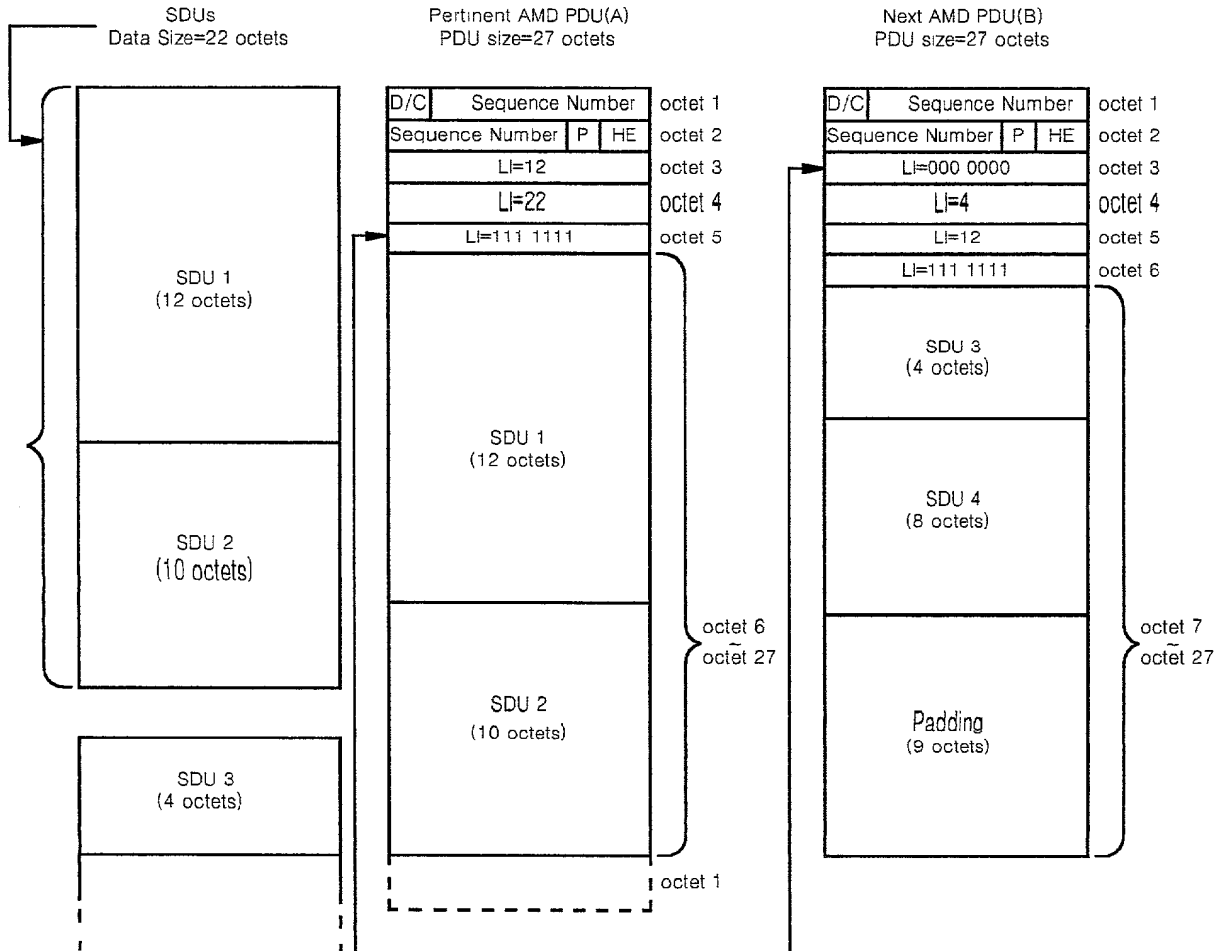 SDUs
Data Size=22 octets
SDU 1
(12 octets)
SDU 2
(10 octets)
SDU 3
(4 octets)
Pertinent AMD PDU(A)
PDU size=27 octets
D/C Sequence Number octet 1
Sequence Number P HE octet 2
LI=12 octet 3
LI=22 octet 4
LI=111 1111 octet 5
SDU 1
(12 octets)
SDU 2
(10 octets)
octet 6
~
octet 27
octet 1
Next AMD PDU(B)
PDU size=27 octets
D/C Sequence Number octet 1
Sequence Number P HE octet 2
LI=000 0000 octet 3
LI=4 octet 4
LI=12 octet 5
LI=111 1111 octet 6
SDU 3
(4 octets)
SDU 4
(8 octets)
Padding
(9 octets)
octet 7
~
octet 27